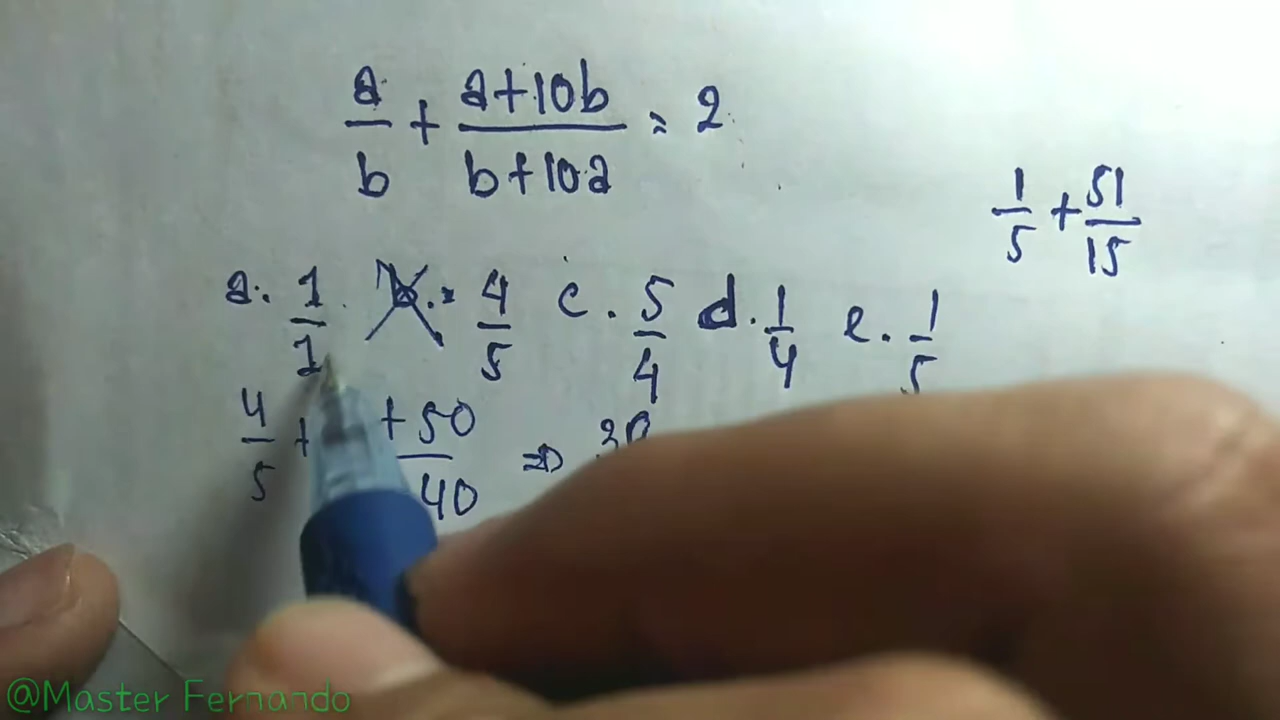 a/b + (a+10b)/(b+10a) = 2
1/5 + 51/15
a. 1/1 b. 4/5 c. 5/4 d. 1/4 e. 1/5
4/5 + +50/40 ⇒
@Master Fernando